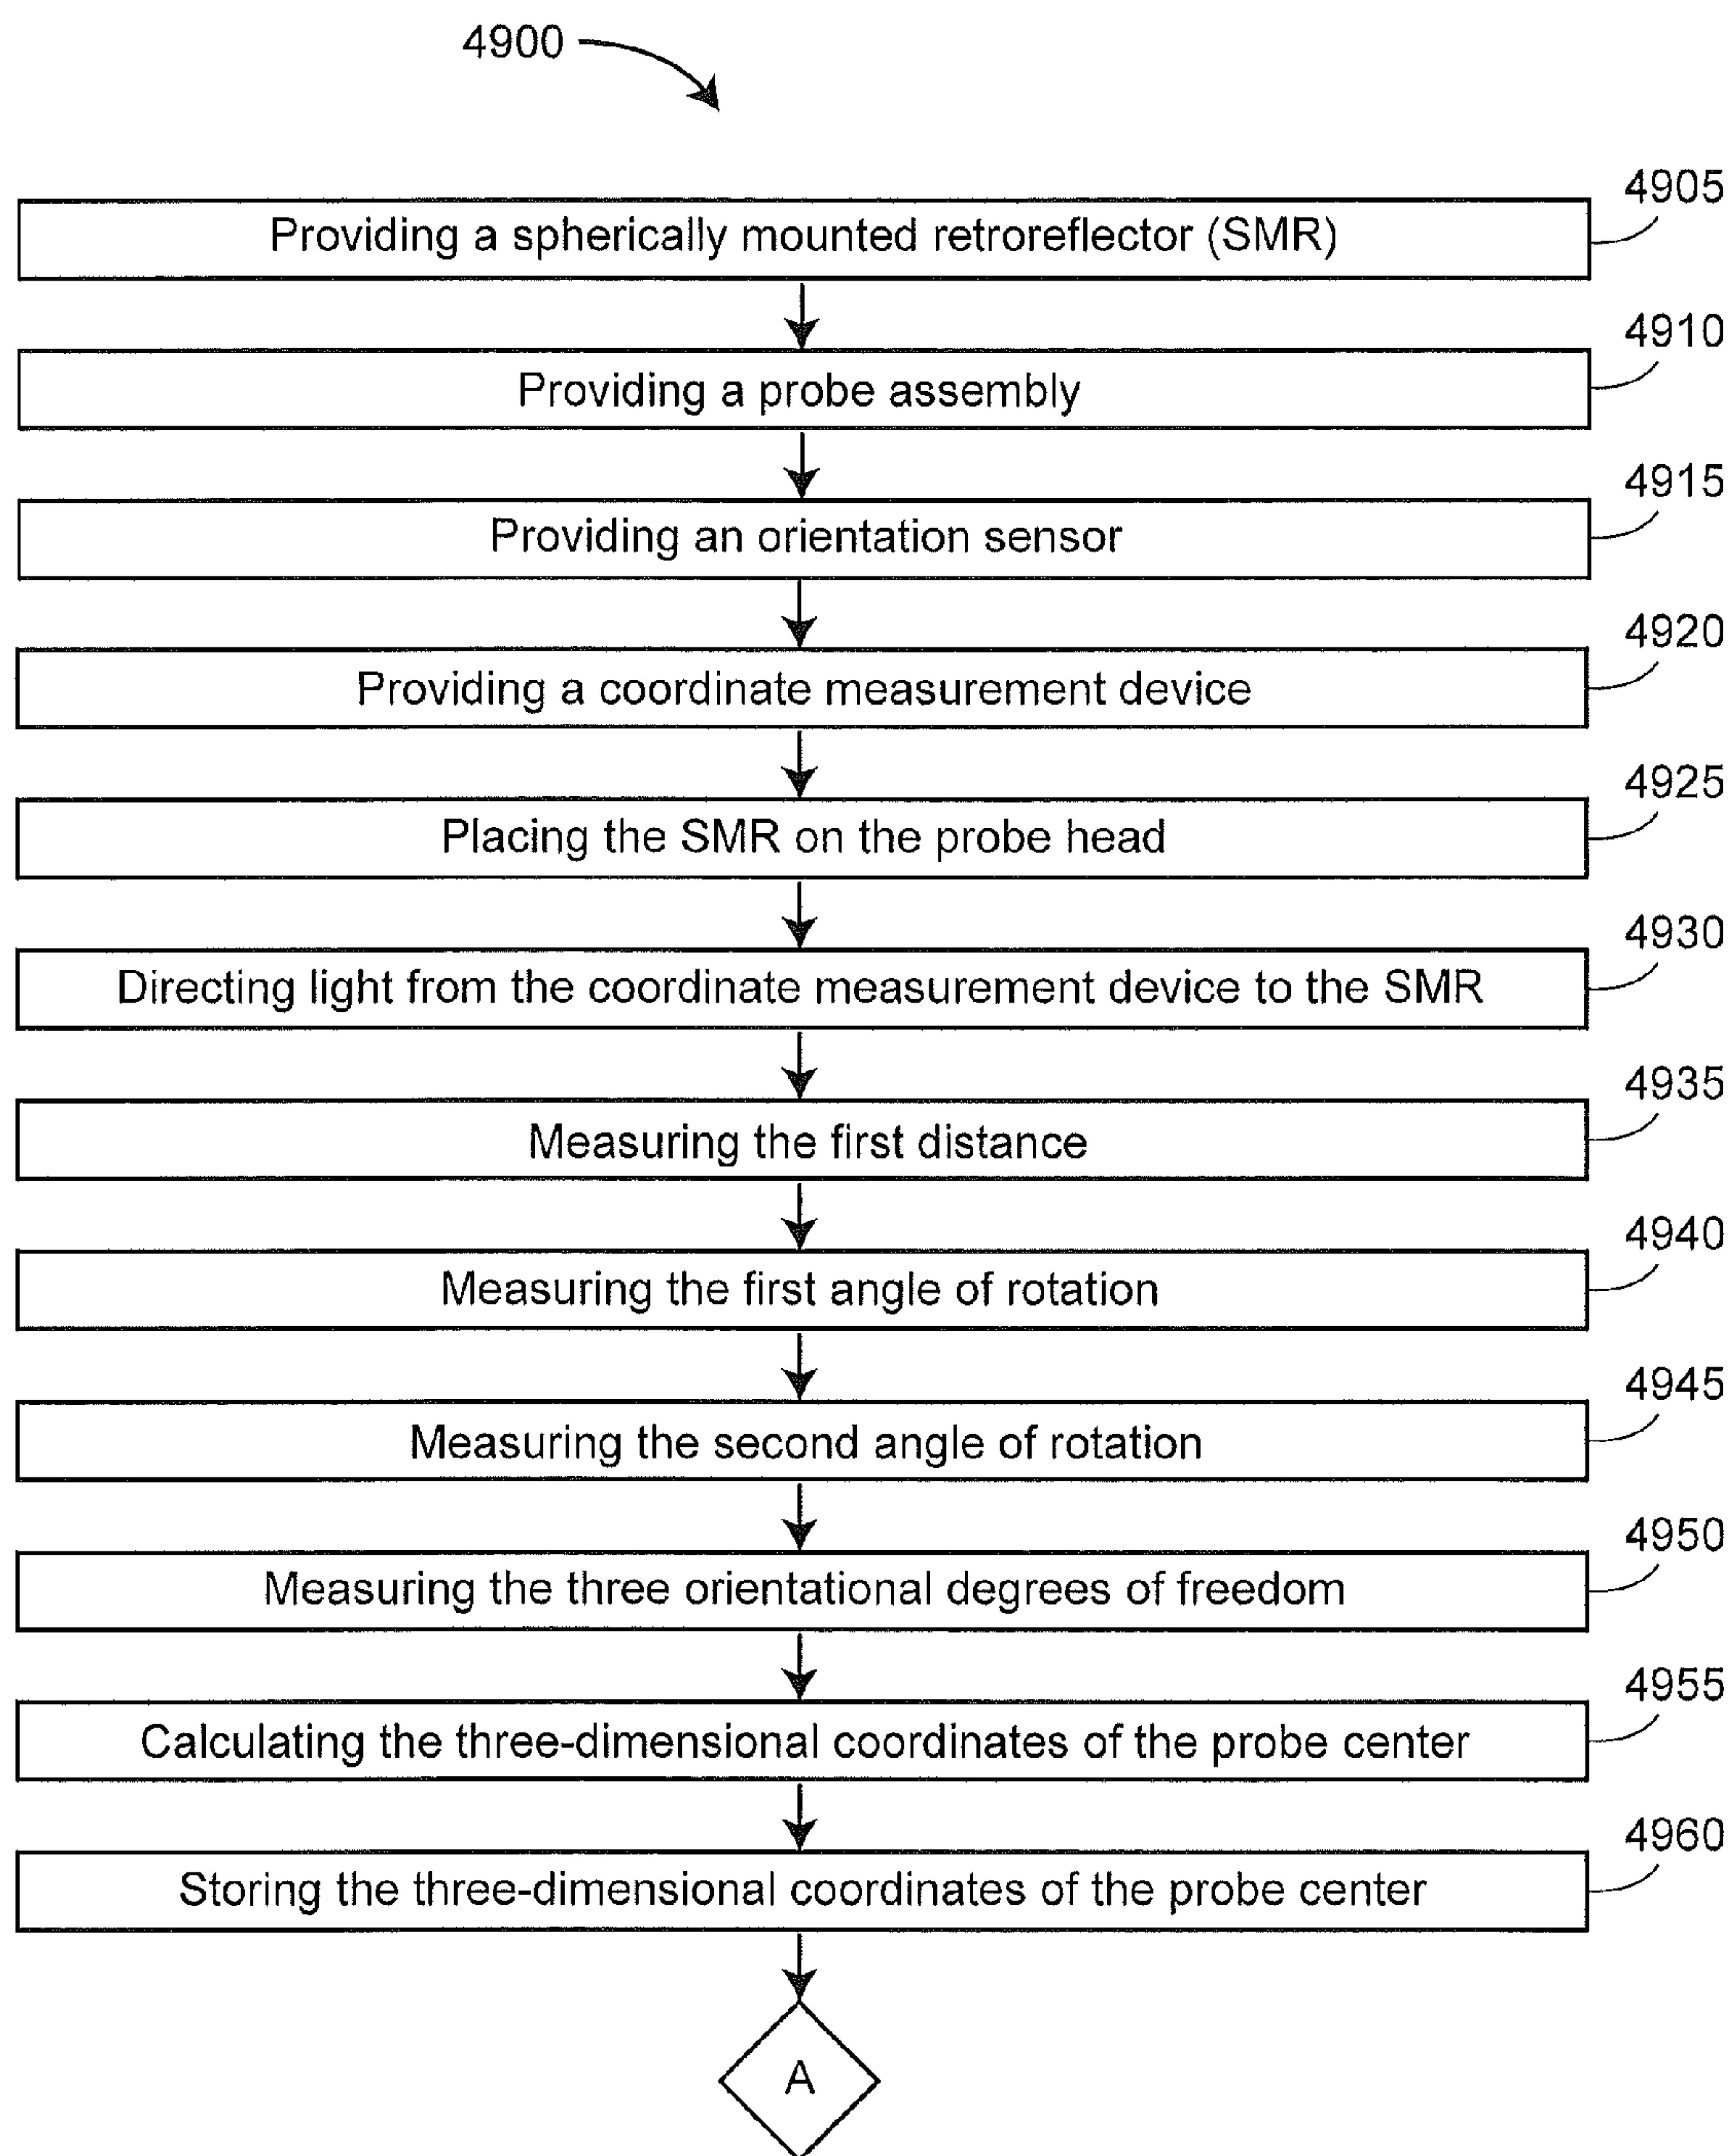 4900
4905
Providing a spherically mounted retroreflector (SMR)
4910
Providing a probe assembly
4915
Providing an orientation sensor
4920
Providing a coordinate measurement device
4925
Placing the SMR on the probe head
4930
Directing light from the coordinate measurement device to the SMR
4935
Measuring the first distance
4940
Measuring the first angle of rotation
4945
Measuring the second angle of rotation
4950
Measuring the three orientational degrees of freedom
4955
Calculating the three-dimensional coordinates of the probe center
4960
Storing the three-dimensional coordinates of the probe center
A